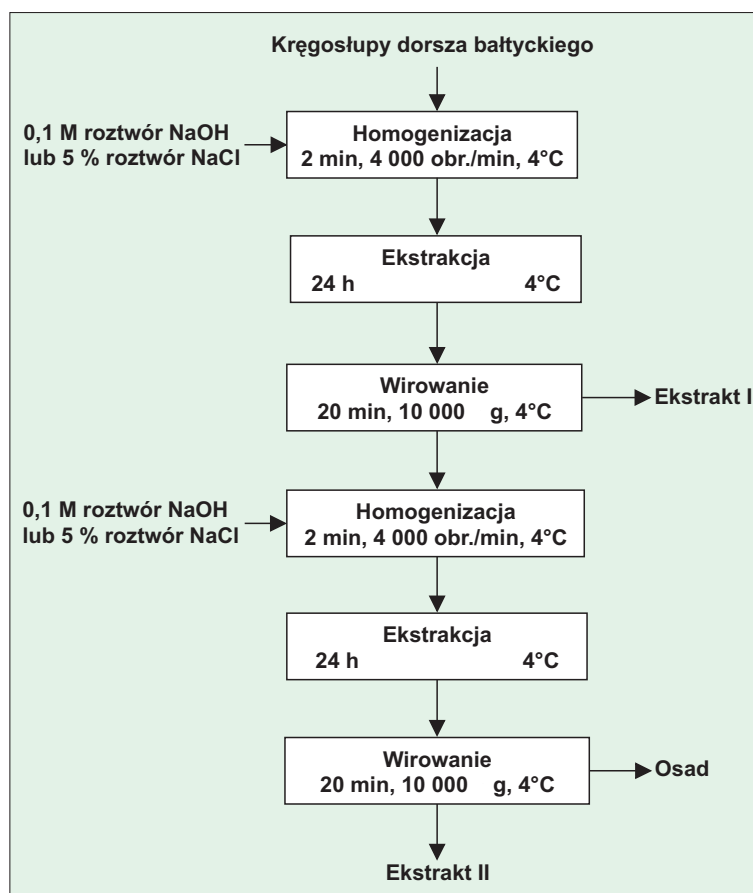 Kręgosłupy dorsza bałtyckiego
0,1 M roztwór NaOH
lub 5 % roztwór NaCl
Homogenizacja
2 min, 4 000 obr./min, 4°C
Ekstrakcja
24 h 4°C
Wirowanie
20 min, 10 000 g, 4°C
Ekstrakt I
0,1 M roztwór NaOH
lub 5 % roztwór NaCl
Homogenizacja
2 min, 4 000 obr./min, 4°C
Ekstrakcja
24 h 4°C
Wirowanie
20 min, 10 000 g, 4°C
Osad
Ekstrakt II